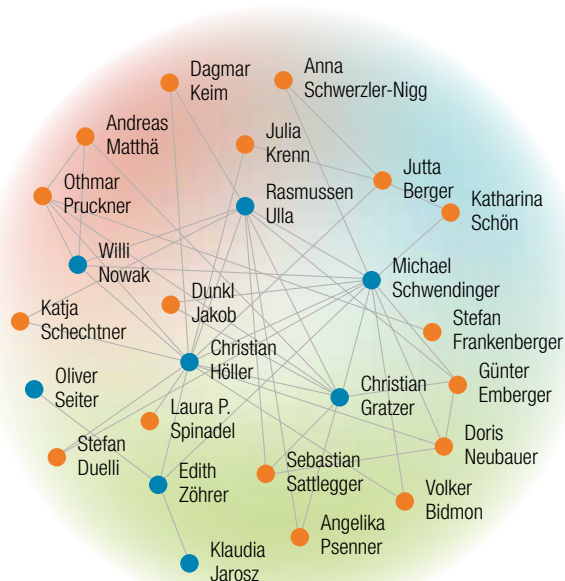 Dagmar
Keim
Anna
Schwerzler-Nigg
Andreas
Matthä
Julia
Krenn
Othmar
Pruckner
Jutta
Berger
Rasmussen
Ulla
Katharina
Schön
Willi
Nowak
Michael
Schwendinger
Dunkl
Jakob
Katja
Schechtner
Stefan
Frankenberger
Christian
Höller
Oliver
Seiter
Christian
Gratzer
Günter
Emberger
Laura P.
Spinadel
Doris
Neubauer
Stefan
Duelli
Edith
Zöhrer
Sebastian
Sattlegger
Volker
Bidmon
Angelika
Psenner
Klaudia
Jarosz